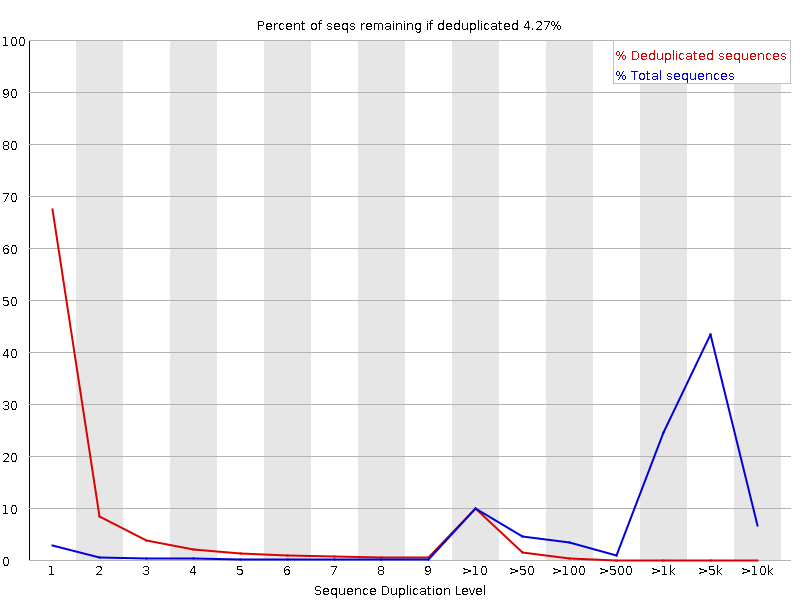 Percent of seqs remaining if deduplicated 4.27%
% Deduplicated sequences
% Total sequences
100
90
80
70
60
50
40
30
20
10
0
1 2 3 4 5 6 7 8 9 >10 >50 >100 >500 >1k >5k >10k
Sequence Duplication Level